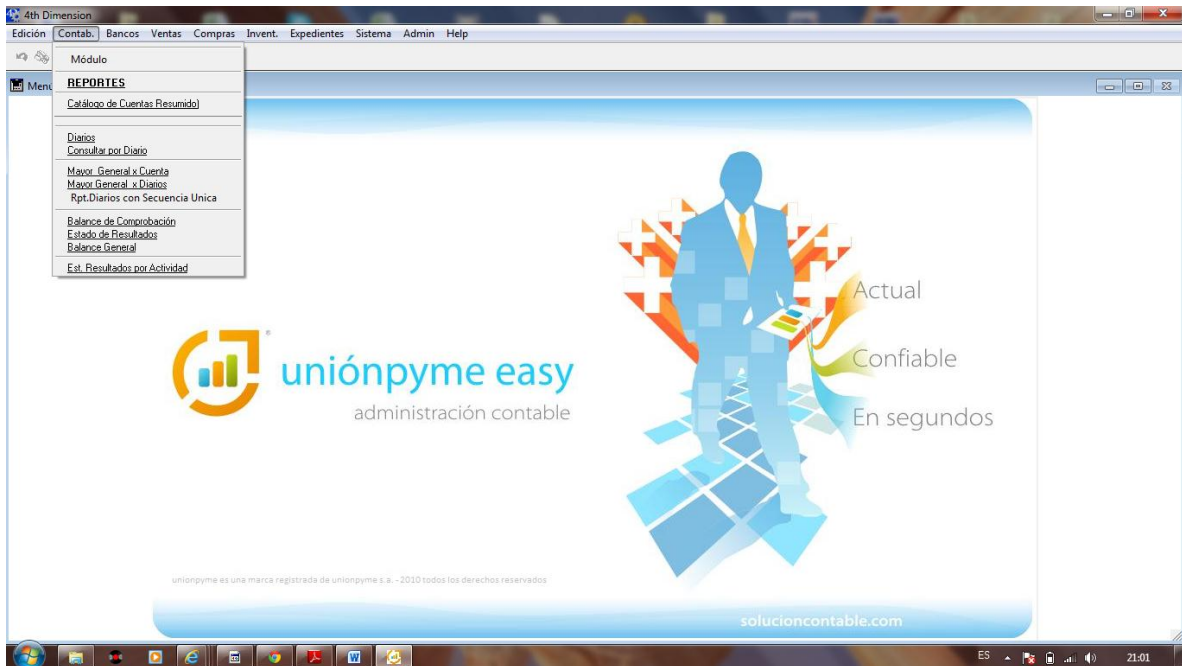 4th Dimension
Edición Contab. Bancos Ventas Compras Invent. Expedientes Sistema Admin Help
Módulo
Menu
REPORTES
Catálogo de Cuentas Resumido)
Diarios
Consultar por Diario
Mayor General x Cuenta
Mayor General x Diarios
Rpt.Diarios con Secuencia Unica
Balance de Comprobación
Estado de Resultados
Balance General
Est. Resultados por Actividad
Actual
Confiable
En segundos
uniónpyme easy
administración contable
unionpyme es una marca registrada de unionpyme s.a. - 2010 todos los derechos reservados
solucioncontable.com
ES 21:01